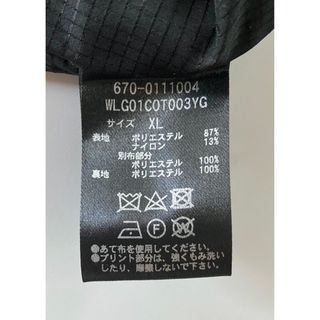 670-0111004
WLG01COT003YG
サイズ XL
表地 ポリエステル 87%
ナイロン 13%
別布部分
ポリエステル 100%
裏地 ポリエステル 100%
●あて布を使用してください。
●プリント部分は、強くもみ洗い
したり、摩擦しないで下さい。